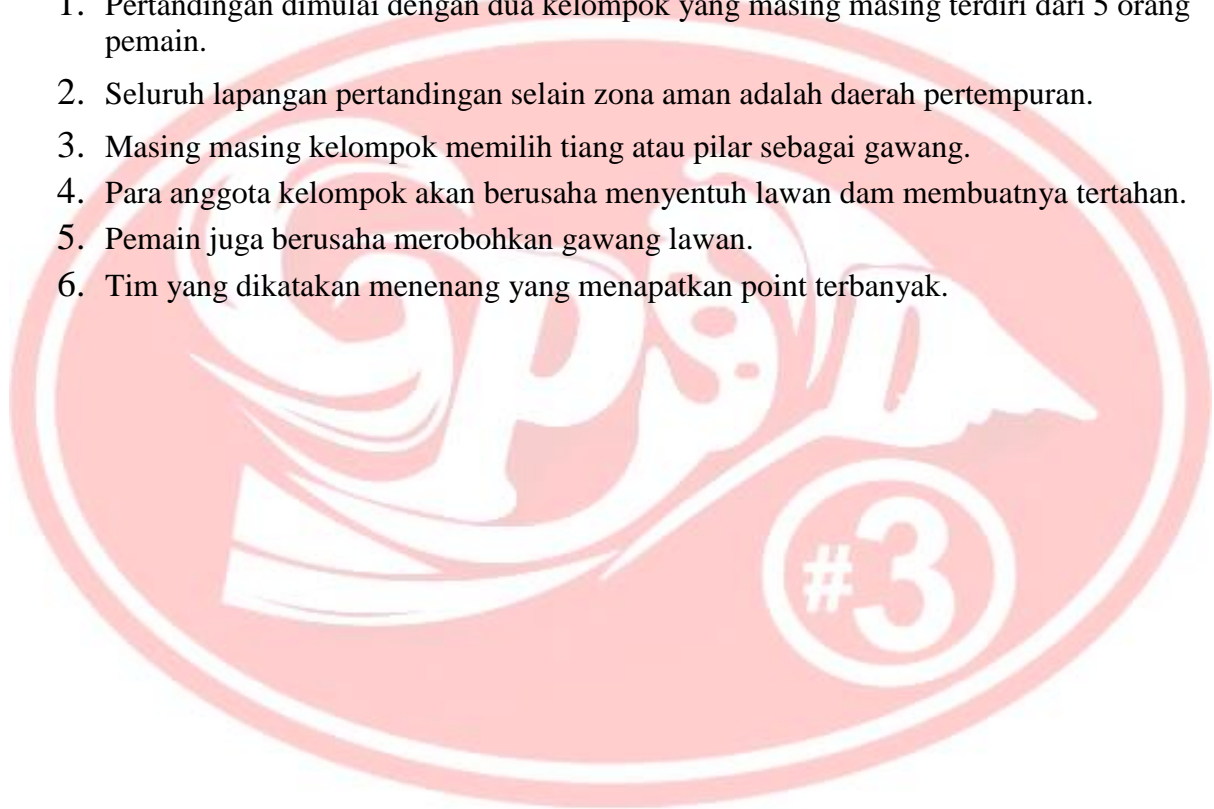 1. Pertandingan dimulai dengan dua kelompok yang masing masing terdiri dari 5 orang
pemain.
2. Seluruh lapangan pertandingan selain zona aman adalah daerah pertempuran.
3. Masing masing kelompok memilih tiang atau pilar sebagai gawang.
4. Para anggota kelompok akan berusaha menyentuh lawan dam membuatnya tertahan.
5. Pemain juga berusaha merobohkan gawang lawan.
6. Tim yang dikatakan menenang yang menapatkan point terbanyak.
#3